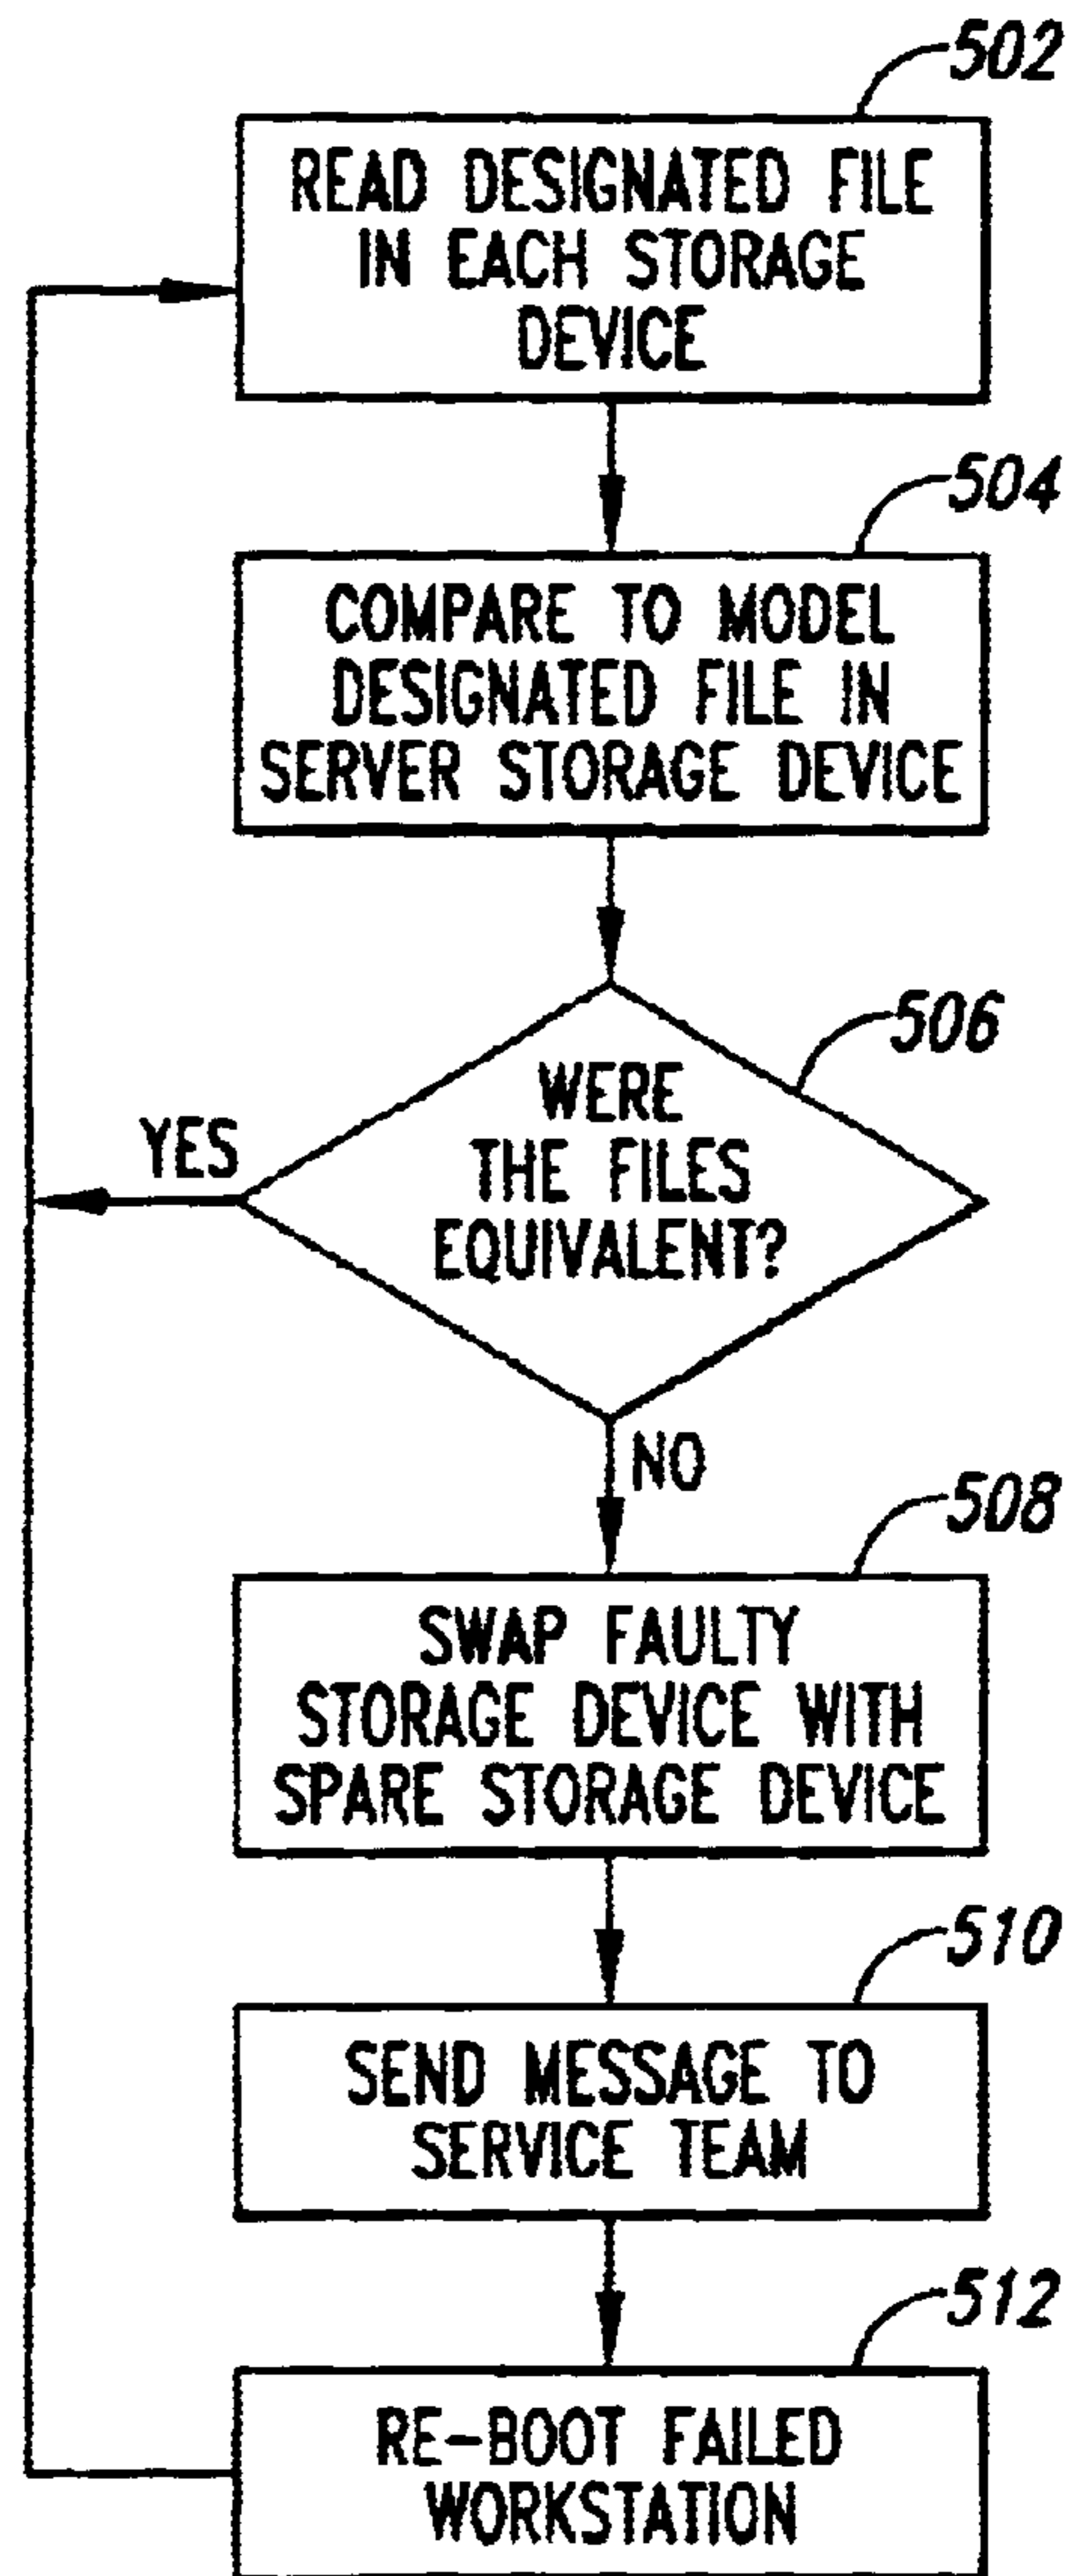 502
READ DESIGNATED FILE
IN EACH STORAGE
DEVICE
504
COMPARE TO MODEL
DESIGNATED FILE IN
SERVER STORAGE DEVICE
506
WERE
THE FILES
EQUIVALENT?
YES
NO
508
SWAP FAULTY
STORAGE DEVICE WITH
SPARE STORAGE DEVICE
510
SEND MESSAGE TO
SERVICE TEAM
512
RE-BOOT FAILED
WORKSTATION